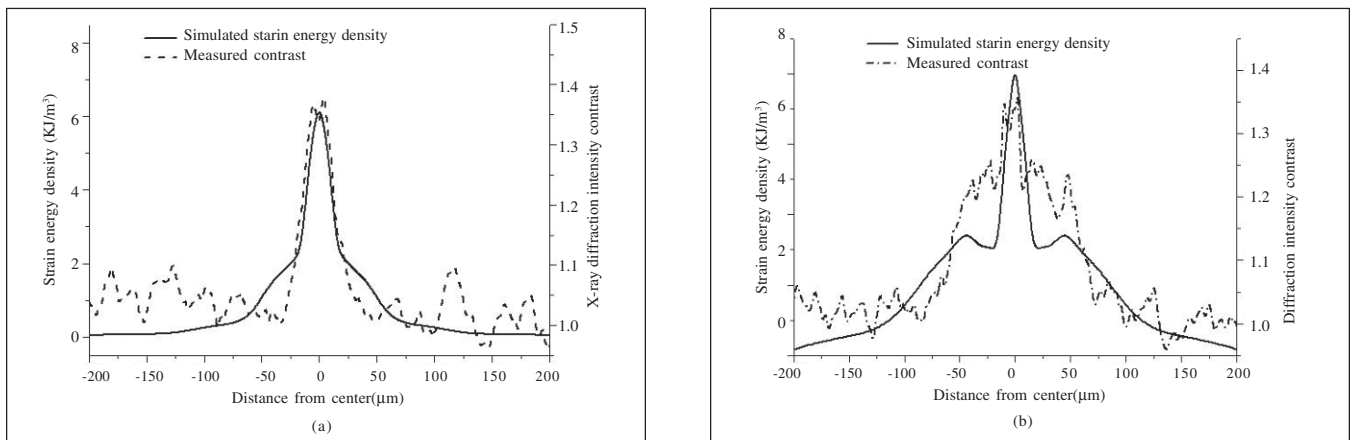 Simulated starin energy density
Measured contrast
Strain energy density (KJ/m³)
8
6
4
2
0
X-ray diffraction intensity contrast
1.5
1.4
1.3
1.2
1.1
1.0
-200 -150 -100 -50 0 50 100 150 200
Distance from center(μm)
(a)
Simulated starin energy density
Measured contrast
Strain energy density (KJ/m³)
8
6
4
2
0
Diffraction intensity contrast
1.4
1.3
1.2
1.1
1.0
-200 -150 -100 -50 0 50 100 150 200
Distance from center(μm)
(b)